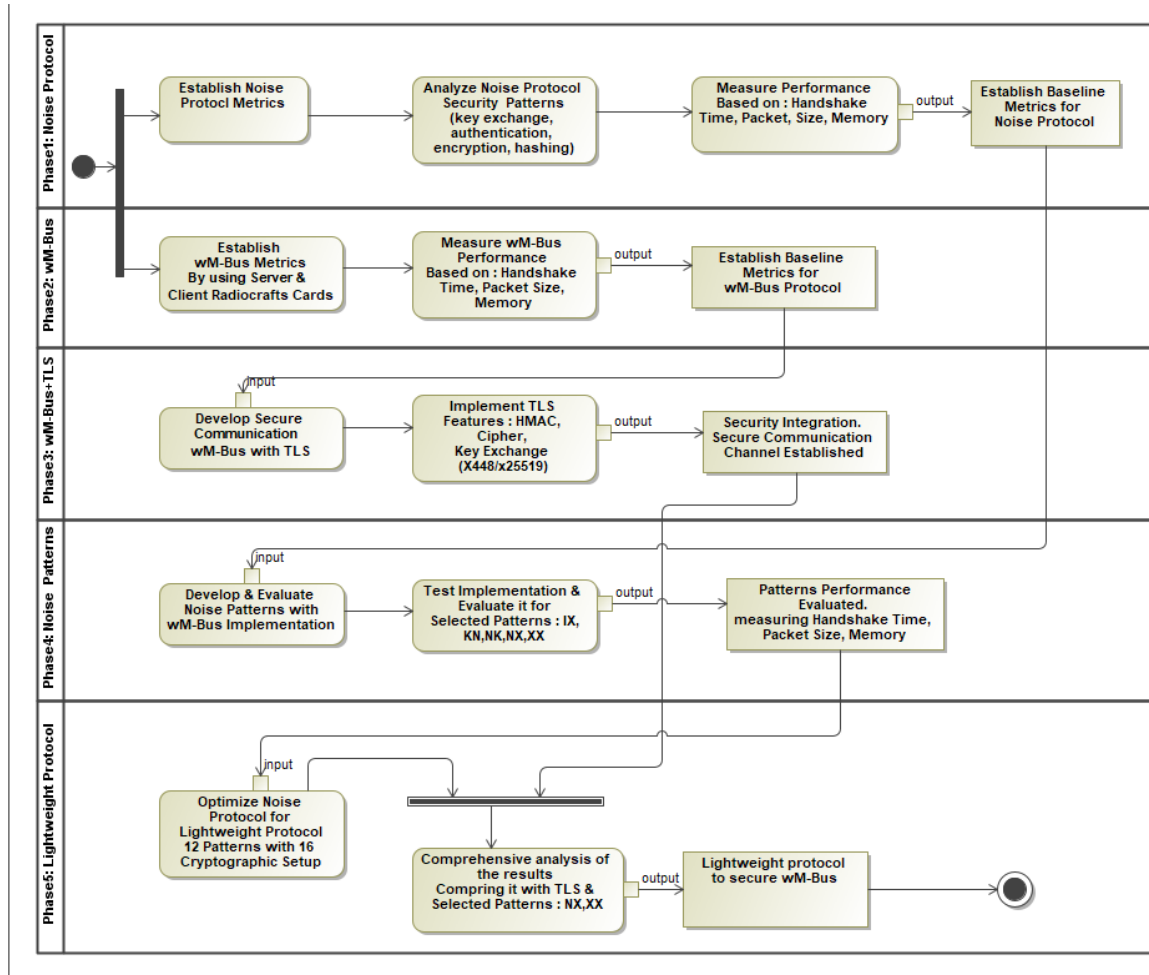 Phase1: Noise Protocol
Establish Noise
Protocl Metrics
Analyze Noise Protocol
Security Patterns
(key exchange,
authentication,
encryption, hashing)
Measure Performance
Based on : Handshake
Time, Packet, Size, Memory
output
Establish Baseline
Metrics for
Noise Protocol
Phase2: wM-Bus
Establish
wM-Bus Metrics
By using Server &
Client Radiocrafts Cards
Measure wM-Bus
Performance
Based on : Handshake
Time, Packet Size,
Memory
output
Establish Baseline
Metrics for
wM-Bus Protocol
Phase3: wM-Bus+TLS
input
Develop Secure
Communication
wM-Bus with TLS
Implement TLS
Features : HMAC,
Cipher,
Key Exchange
(X448/x25519)
output
Security Integration.
Secure Communication
Channel Established
Phase4: Noise Patterns
input
Develop & Evaluate
Noise Patterns with
wM-Bus Implementation
Test Implementation &
Evaluate it for
Selected Patterns : IX,
KN,NK,NX,XX
output
Patterns Performance
Evaluated.
measuring Handshake Time,
Packet Size, Memory
Phase5: Lightweight Protocol
input
Optimize Noise
Protocol for
Lightweight Protocol
12 Patterns with 16
Cryptographic Setup
Comprehensive analysis of
the results
Compring it with TLS &
Selected Patterns : NX,XX
output
Lightweight protocol
to secure wM-Bus